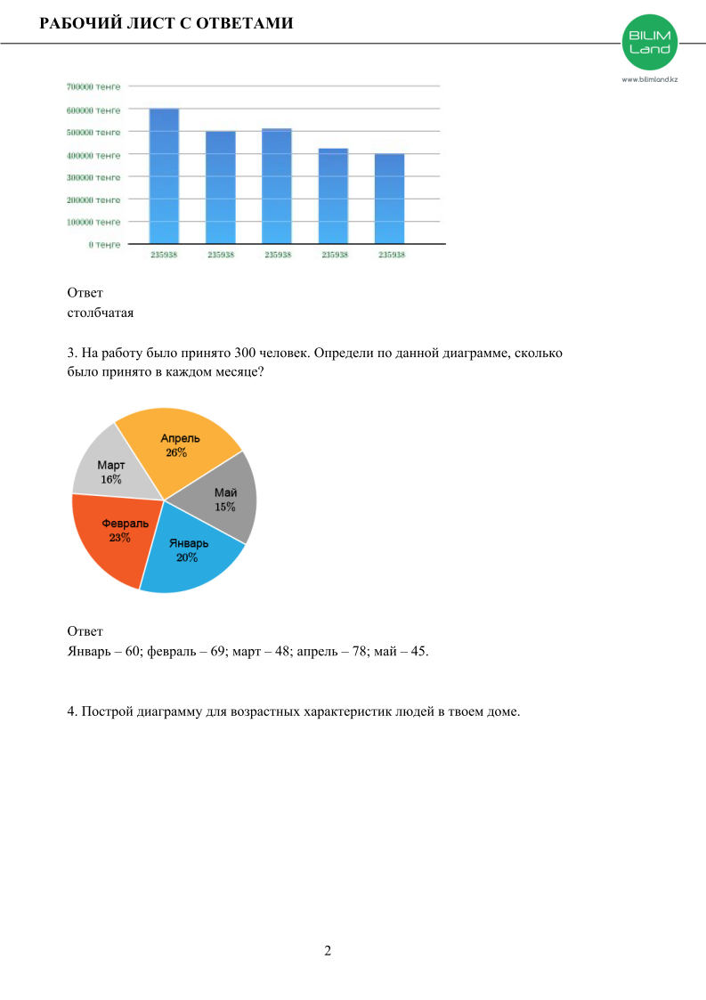 РАБОЧИЙ ЛИСТ С ОТВЕТАМИ
BILIM
Land
www.bilimland.kz
700000 тенге
600000 тенге
500000 тенге
400000 тенге
300000 тенге
200000 тенге
100000 тенге
0 тенге
235938 235938 235938 235938 235938
Ответ
столбчатая
3. На работу было принято 300 человек. Определи по данной диаграмме, сколько
было принято в каждом месяце?
Апрель
26%
Март
16%
Май
15%
Февраль
23%
Январь
20%
Ответ
Январь – 60; февраль – 69; март – 48; апрель – 78; май – 45.
4. Построй диаграмму для возрастных характеристик людей в твоем доме.
2